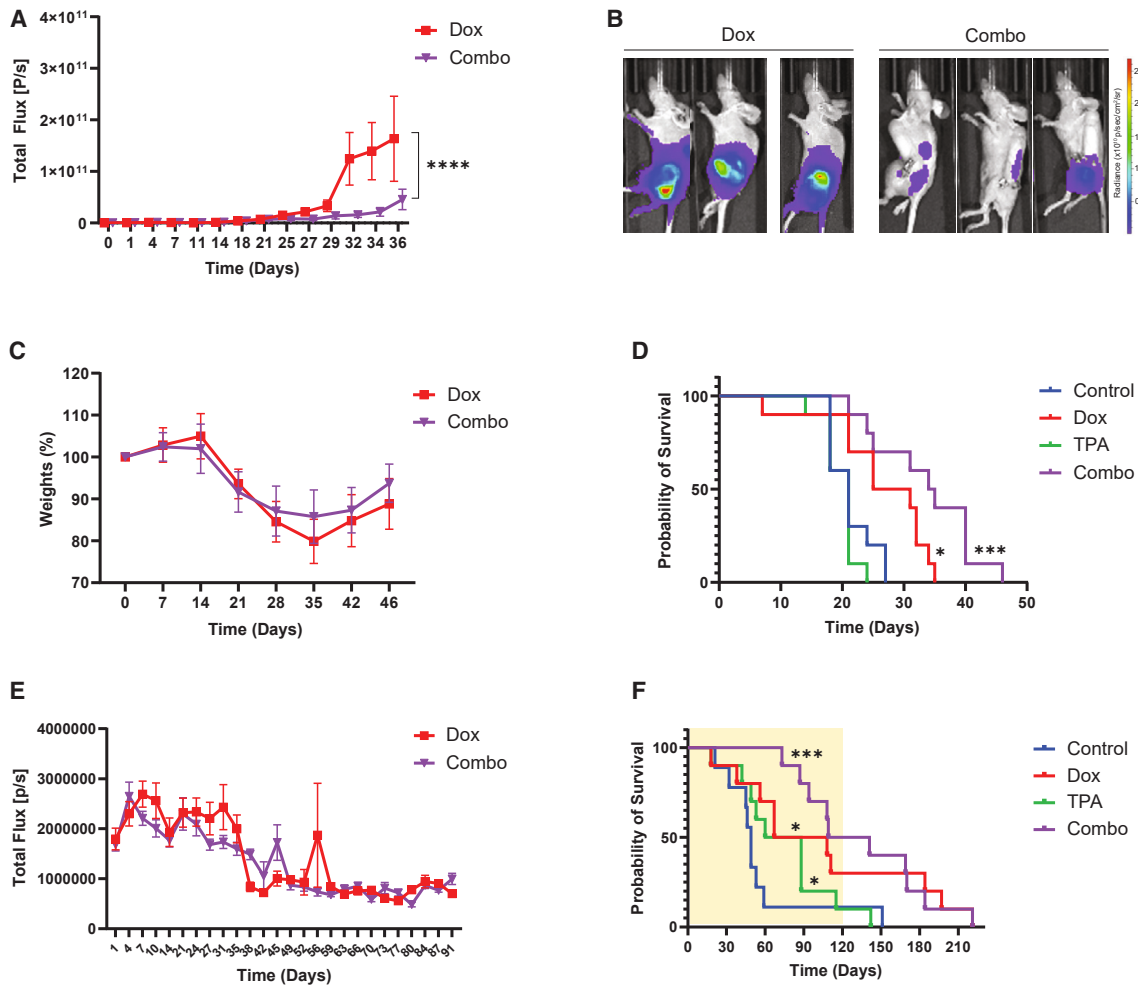 A
4×10¹¹
3×10¹¹
2×10¹¹
1×10¹¹
0
Total Flux [P/s]
0 1 4 7 11 14 18 21 25 27 29 32 34 36
Time (Days)
Dox
Combo
****
B
Dox
Combo
Radiance (x10¹⁰p/sec/cm²/sr)
C
120
110
100
90
80
70
Weights (%)
0 7 14 21 28 35 42 46
Time (Days)
Dox
Combo
D
100
50
0
Probability of Survival
0 10 20 30 40 50
Time (Days)
*
***
Control
Dox
TPA
Combo
E
4000000
3000000
2000000
1000000
0
Total Flux [p/s]
1 4 7 10 14 21 24 27 31 35 38 42 45 49 52 56 59 63 66 70 73 77 80 84 87 91
Time (Days)
Dox
Combo
F
100
50
0
Probability of Survival
0 30 60 90 120 150 180 210
Time (Days)
***
*
*
Control
Dox
TPA
Combo